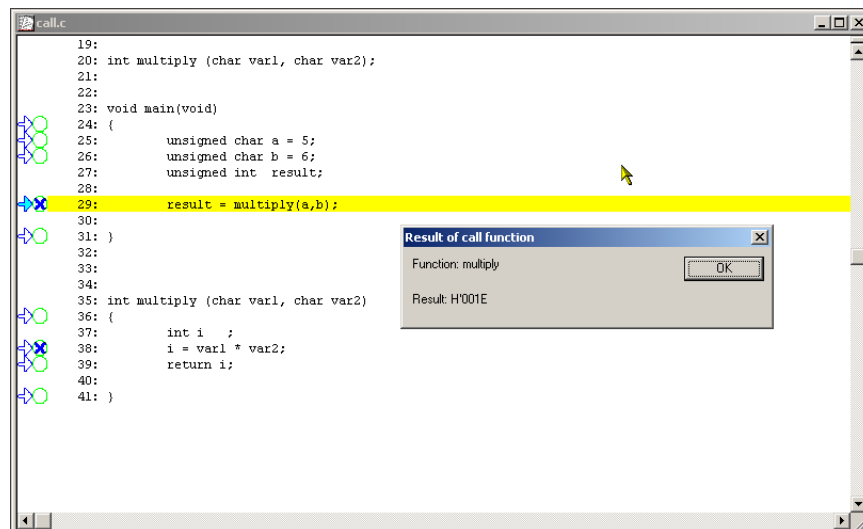 call.c
19:
20: int multiply (char var1, char var2);
21:
22:
23: void main(void)
24: {
25: unsigned char a = 5;
26: unsigned char b = 6;
27: unsigned int result;
28:
29: result = multiply(a,b);
30:
31: }
32:
33:
34:
35: int multiply (char var1, char var2)
36: {
37: int i ;
38: i = var1 * var2;
39: return i;
40:
41: }
Result of call function
Function: multiply
OK
Result: H'001E